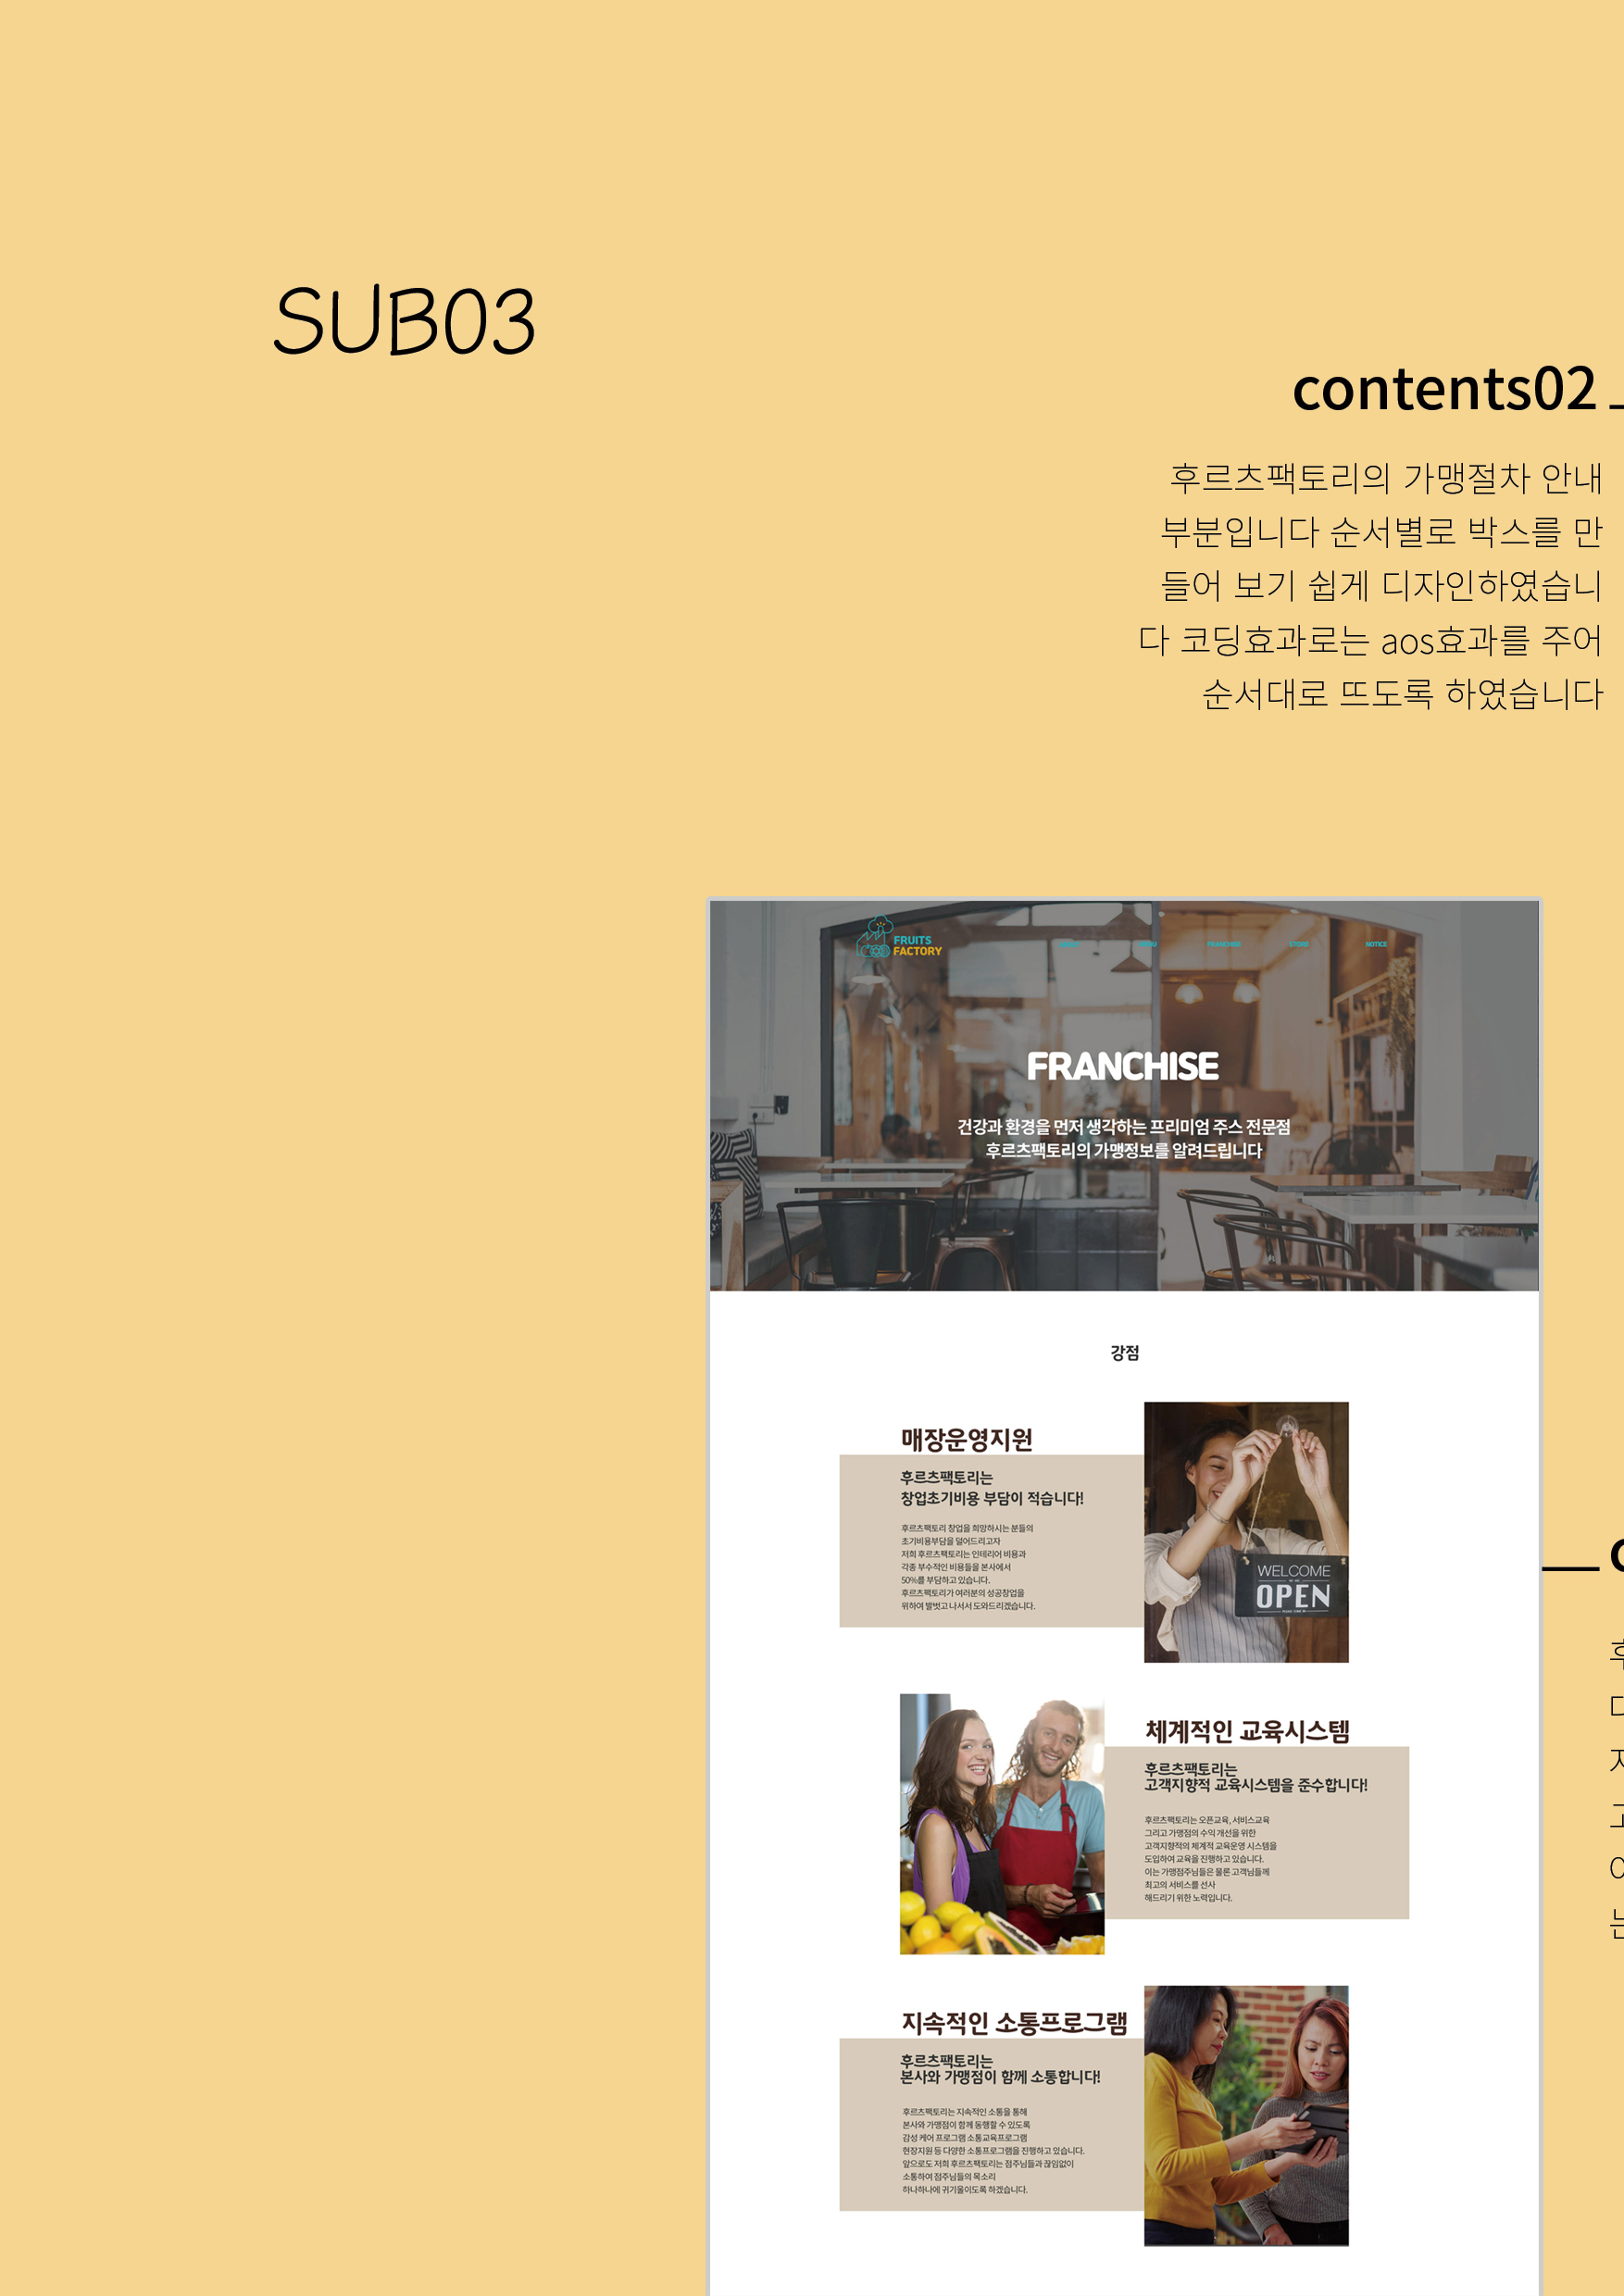 SUB03
contents02
후르츠팩토리의 가맹절차 안내
부분입니다 순서별로 박스를 만
들어 보기 쉽게 디자인하였습니
다 코딩효과로는 aos효과를 주어
순서대로 뜨도록 하였습니다
FRUITS
FACTORY
FRANCHISE STORE NOTICE
FRANCHISE
건강과 환경을 먼저 생각하는 프리미엄 주스 전문점
후르츠팩토리의 가맹정보를 알려드립니다
강점
매장운영지원
후르츠팩토리는
창업초기비용 부담이 적습니다!
후르츠팩토리 창업을 희망하시는 분들의
초기비용부담을 덜어드리고자
저희 후르츠팩토리는 인테리어 비용과
각종 부수적인 비용들을 본사에서
50%를 부담하고 있습니다.
후르츠팩토리가 여러분의 성공창업을
위하여 발벗고 나서서 도와드리겠습니다.
WELCOME
WE ARE
OPEN
PLEASE COME IN
체계적인 교육시스템
후르츠팩토리는
고객지향적 교육시스템을 준수합니다!
후르츠팩토리는 오픈교육, 서비스교육
그리고 가맹점의 수익 개선을 위한
고객지향적의 체계적 교육운영 시스템을
도입하여 교육을 진행하고 있습니다.
이는 가맹점주님들은 물론 고객님들께
최고의 서비스를 선사
해드리기 위한 노력입니다.
지속적인 소통프로그램
후르츠팩토리는
본사와 가맹점이 함께 소통합니다!
후르츠팩토리는 지속적인 소통을 통해
본사와 가맹점이 함께 동행할 수 있도록
감성 케어 프로그램 소통교육프로그램
현장지원 등 다양한 소통프로그램을 진행하고 있습니다.
앞으로도 저희 후르츠팩토리는 점주님들과 끊임없이
소통하여 점주님들의 목소리
하나하나에 귀기울이도록 하겠습니다.